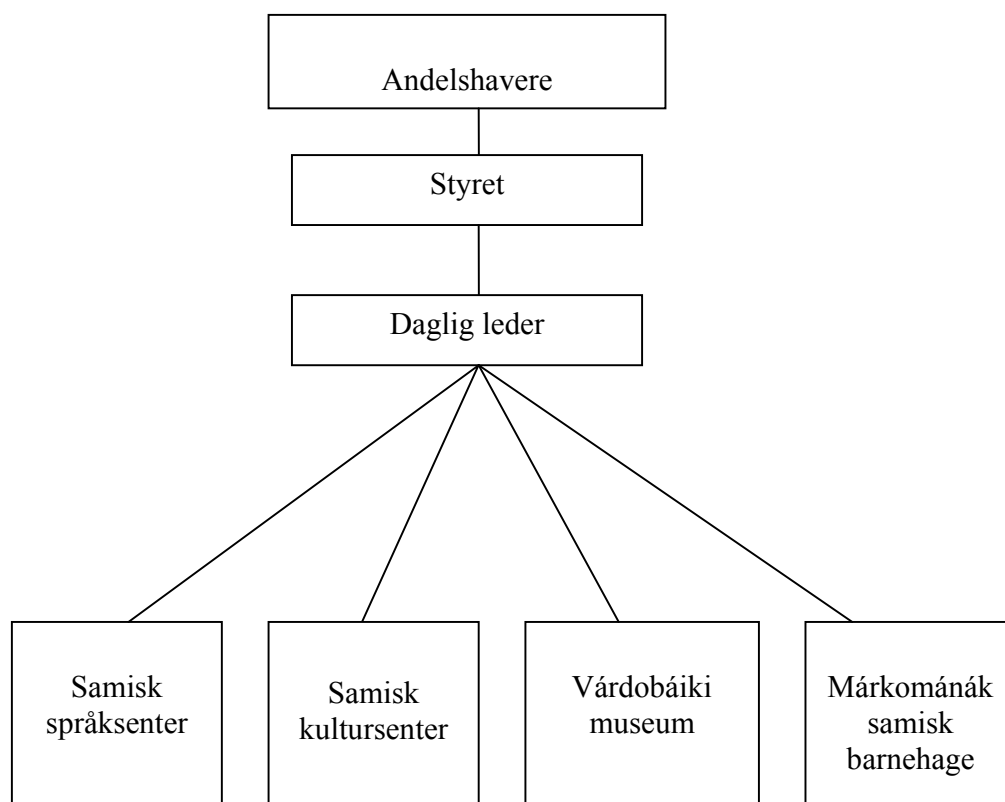 Andelshavere
Styret
Daglig leder
Samisk
språksenter
Samisk
kultursenter
Várdobáiki
museum
Márkománák
samisk
barnehage